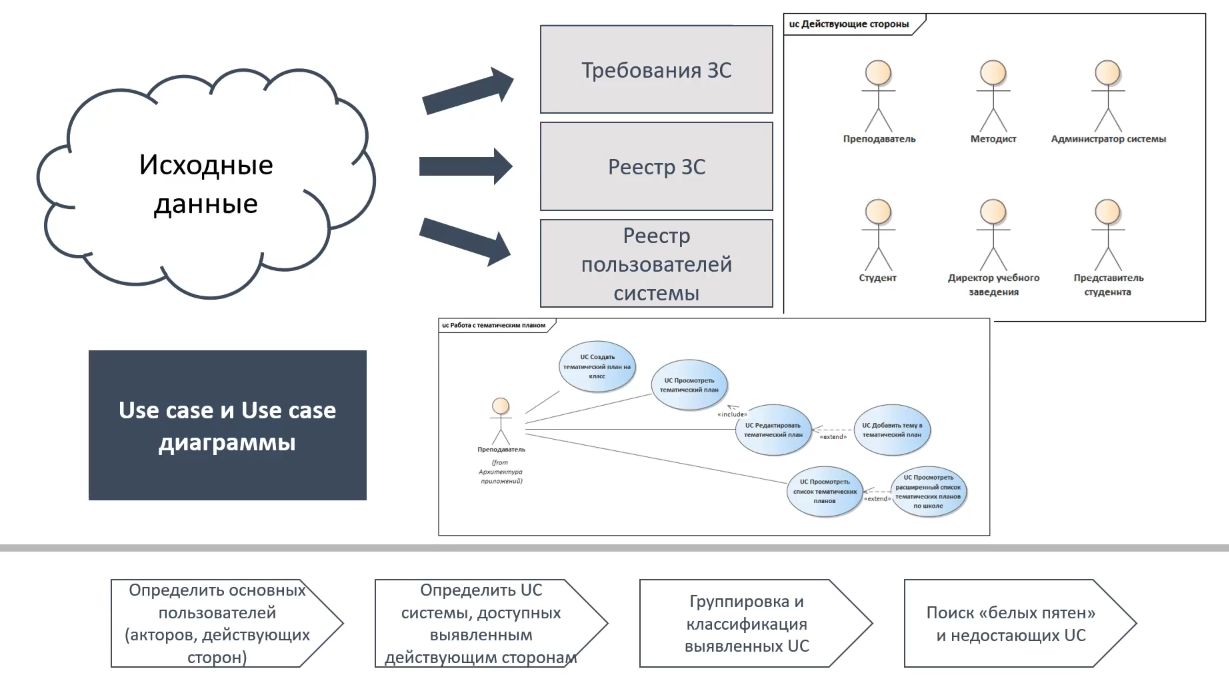 Исходные
данные
Требования ЗС
Реестр ЗС
Реестр
пользователей
системы
uc Действующие стороны
Преподаватель
Методист
Администратор системы
Студент
Директор учебного
заведения
Представитель
студеннта
Use case и Use case
диаграммы
uc Работа с тематическим планом
Преподаватель
(from
Архитектура
приложений)
UC Создать
тематический план на
класс
UC Просмотреть
тематический план
«include»
UC Редактировать
тематический план
«extend»
UC Добавить тему в
тематический план
UC Просмотреть
список тематических
планов
«extend»
UC Просмотреть
расширенный список
тематических планов
по школе
Определить основных
пользователей
(акторов, действующих
сторон)
Определить UC
системы, доступных
выявленным
действующим сторонам
Группировка и
классификация
выявленных UC
Поиск «белых пятен»
и недостающих UC